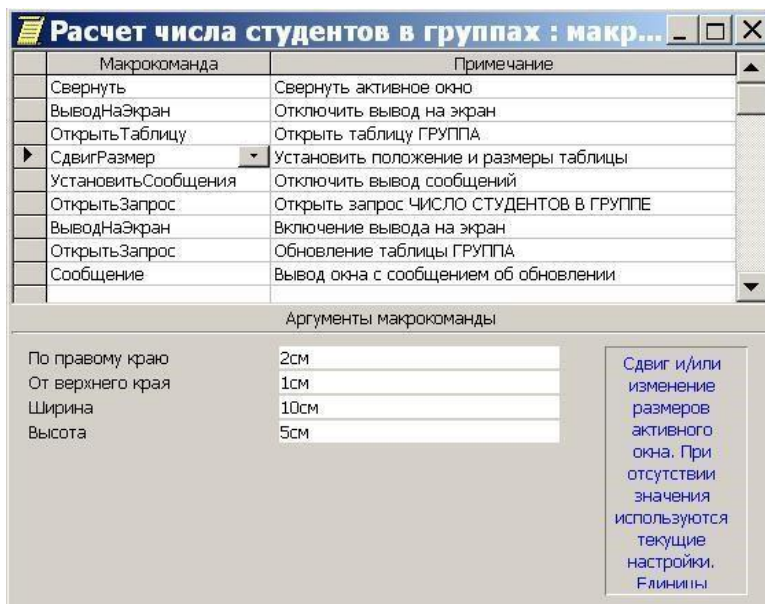 Расчет числа студентов в группах : макр...
Макрокоманда Примечание
Свернуть Свернуть активное окно
ВыводНаЭкран Отключить вывод на экран
ОткрытьТаблицу Открыть таблицу ГРУППА
СдвигРазмер Установить положение и размеры таблицы
УстановитьСообщения Отключить вывод сообщений
ОткрытьЗапрос Открыть запрос ЧИСЛО СТУДЕНТОВ В ГРУППЕ
ВыводНаЭкран Включение вывода на экран
ОткрытьЗапрос Обновление таблицы ГРУППА
Сообщение Вывод окна с сообщением об обновлении
Аргументы макрокоманды
По правому краю 2см
От верхнего края 1см
Ширина 10см
Высота 5см
Сдвиг и/или
изменение
размеров
активного
окна. При
отсутствии
значения
используются
текущие
настройки.
Единицы